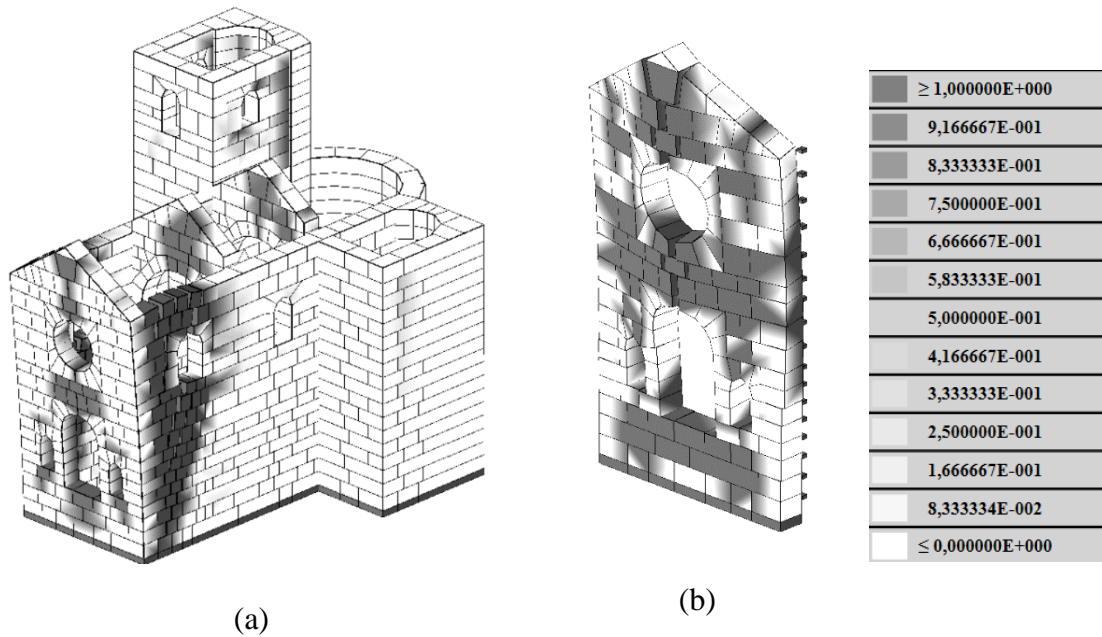 ≥ 1,000000E+000
9,166667E-001
8,333333E-001
7,500000E-001
6,666667E-001
5,833333E-001
5,000000E-001
4,166667E-001
3,333333E-001
2,500000E-001
1,666667E-001
8,333334E-002
≤ 0,000000E+000
(a)
(b)